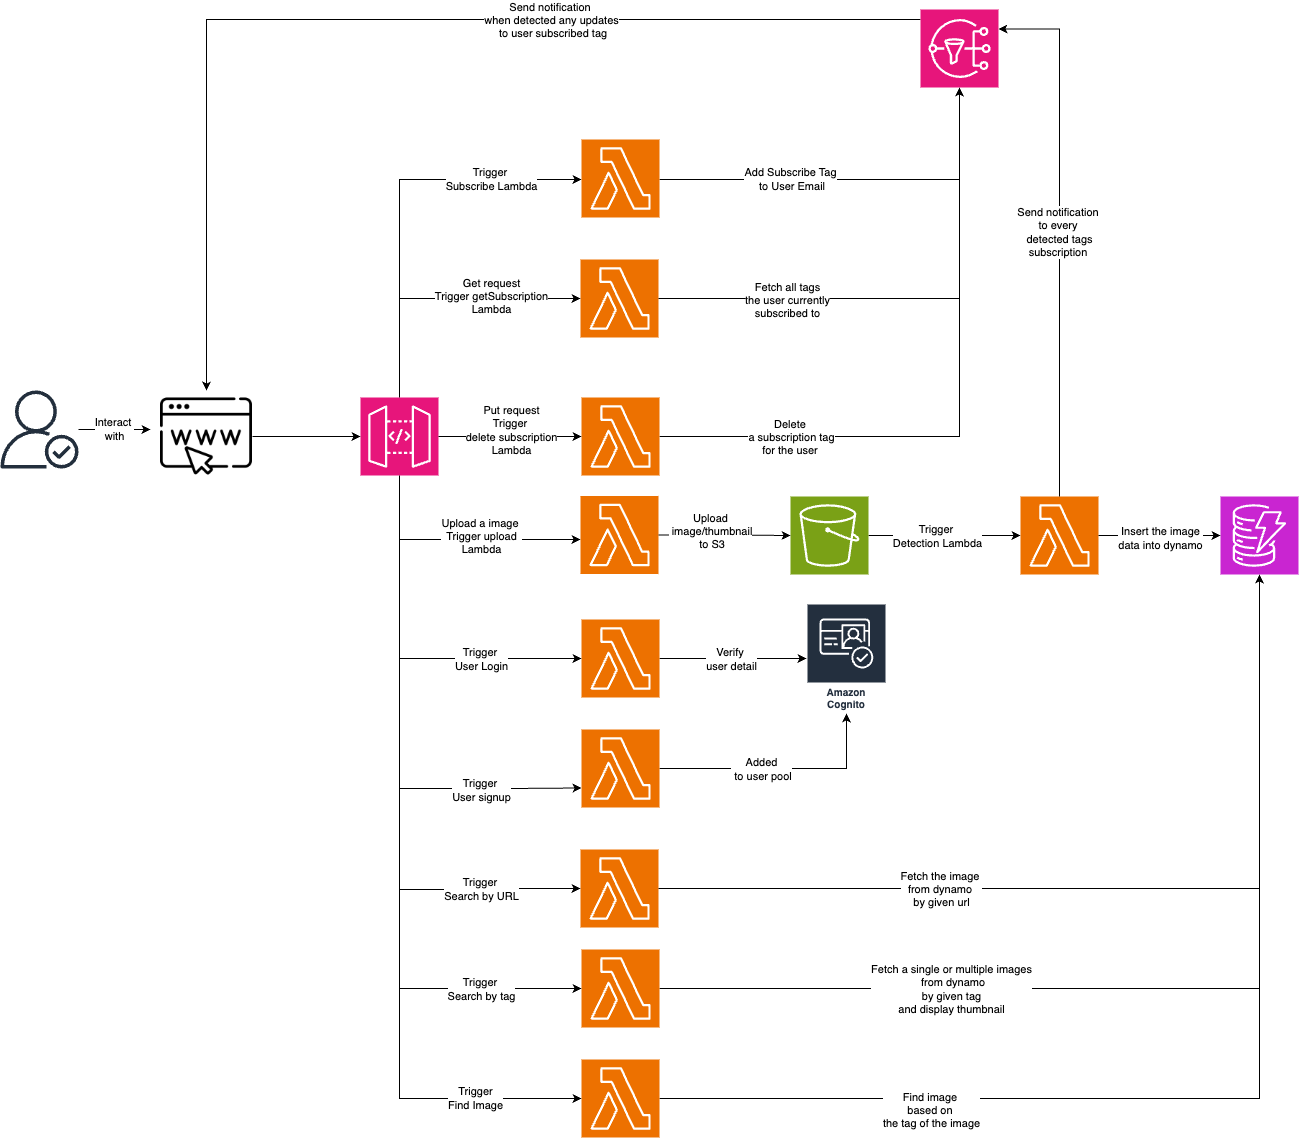 Send notification
when detected any updates
to user subscribed tag
Trigger
Subscribe Lambda
Add Subscribe Tag
to User Email
Send notification
to every
detected tags
subscription
Get request
Trigger getSubscription
Lambda
Fetch all tags
the user currently
subscribed to
Interact
with
WWW
</>
Put request
Trigger
delete subscription
Lambda
Delete
a subscription tag
for the user
Upload a image
Trigger upload
Lambda
Upload
image/thumbnail
to S3
Trigger
Detection Lambda
Insert the image
data into dynamo
Trigger
User Login
Verify
user detail
Amazon
Cognito
Trigger
User signup
Added
to user pool
Trigger
Search by URL
Fetch the image
from dynamo
by given url
Trigger
Search by tag
Fetch a single or multiple images
from dynamo
by given tag
and display thumbnail
Trigger
Find Image
Find image
based on
the tag of the image